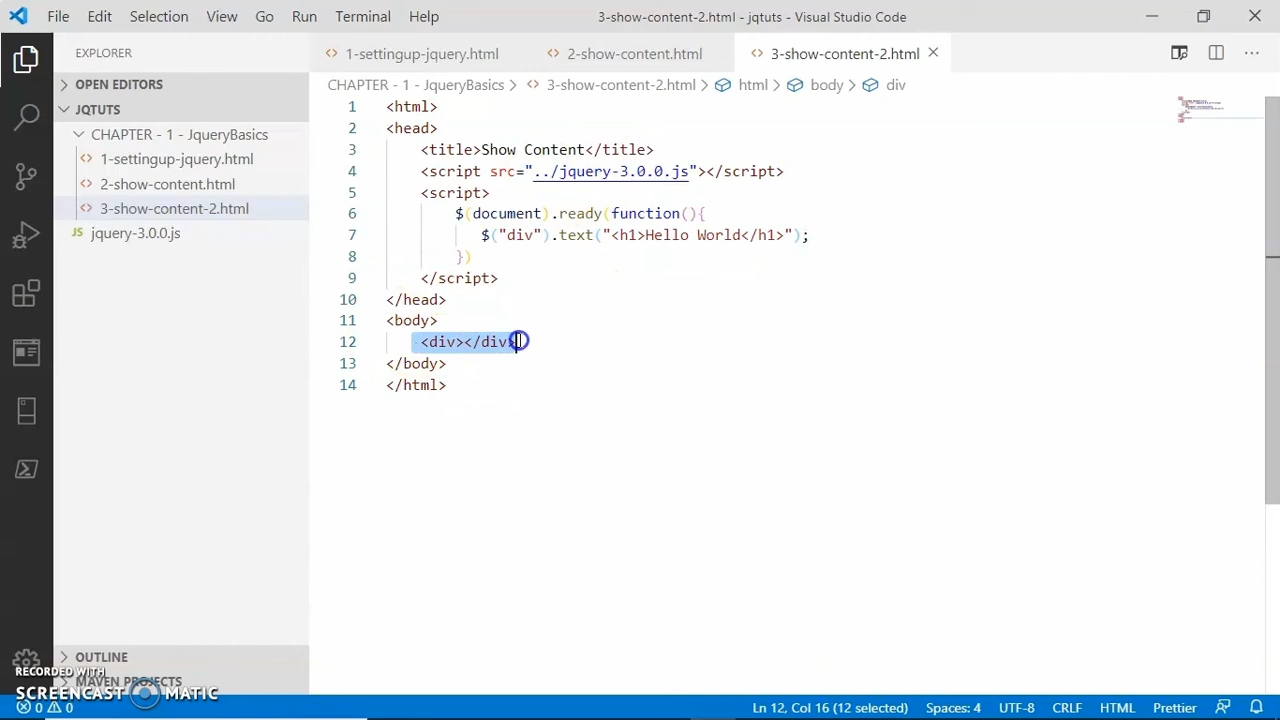 File Edit Selection View Go Run Terminal Help 3-show-content-2.html - jqtuts - Visual Studio Code
EXPLORER
OPEN EDITORS
JQTUTS
CHAPTER - 1 - JqueryBasics
1-settingup-jquery.html
2-show-content.html
3-show-content-2.html
jquery-3.0.0.js
OUTLINE
MAVEN PROJECTS
RECORDED WITH
SCREENCAST MATIC
1-settingup-jquery.html 2-show-content.html 3-show-content-2.html
CHAPTER - 1 - JqueryBasics > 3-show-content-2.html > html > body > div
1 <html>
2 <head>
3 <title>Show Content</title>
4 <script src="../jquery-3.0.0.js"></script>
5 <script>
6 $(document).ready(function(){
7 $("div").text("<h1>Hello World</h1>");
8 })
9 </script>
10 </head>
11 <body>
12 <div></div>
13 </body>
14 </html>
0 0 Ln 12, Col 16 (12 selected) Spaces: 4 UTF-8 CRLF HTML Prettier